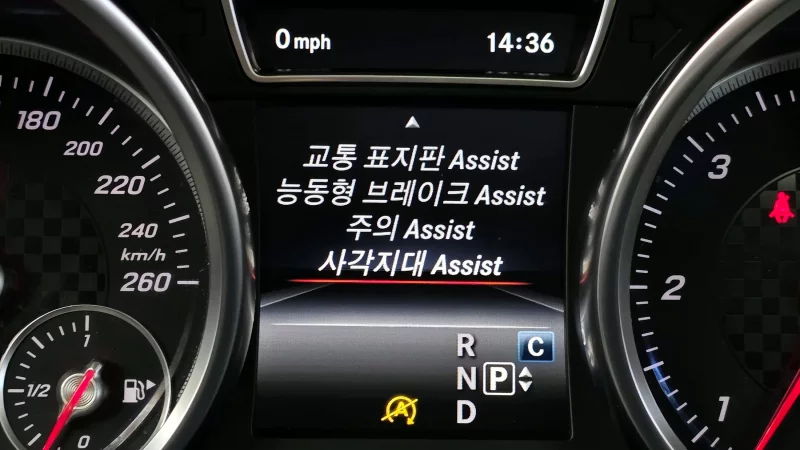 0 mph
14:36
교통 표지판 Assist
능동형 브레이크 Assist
주의 Assist
사각지대 Assist
R
C
N P
D
A
180
200
220
240
km/h
260
1
1/2
0
3
2
1